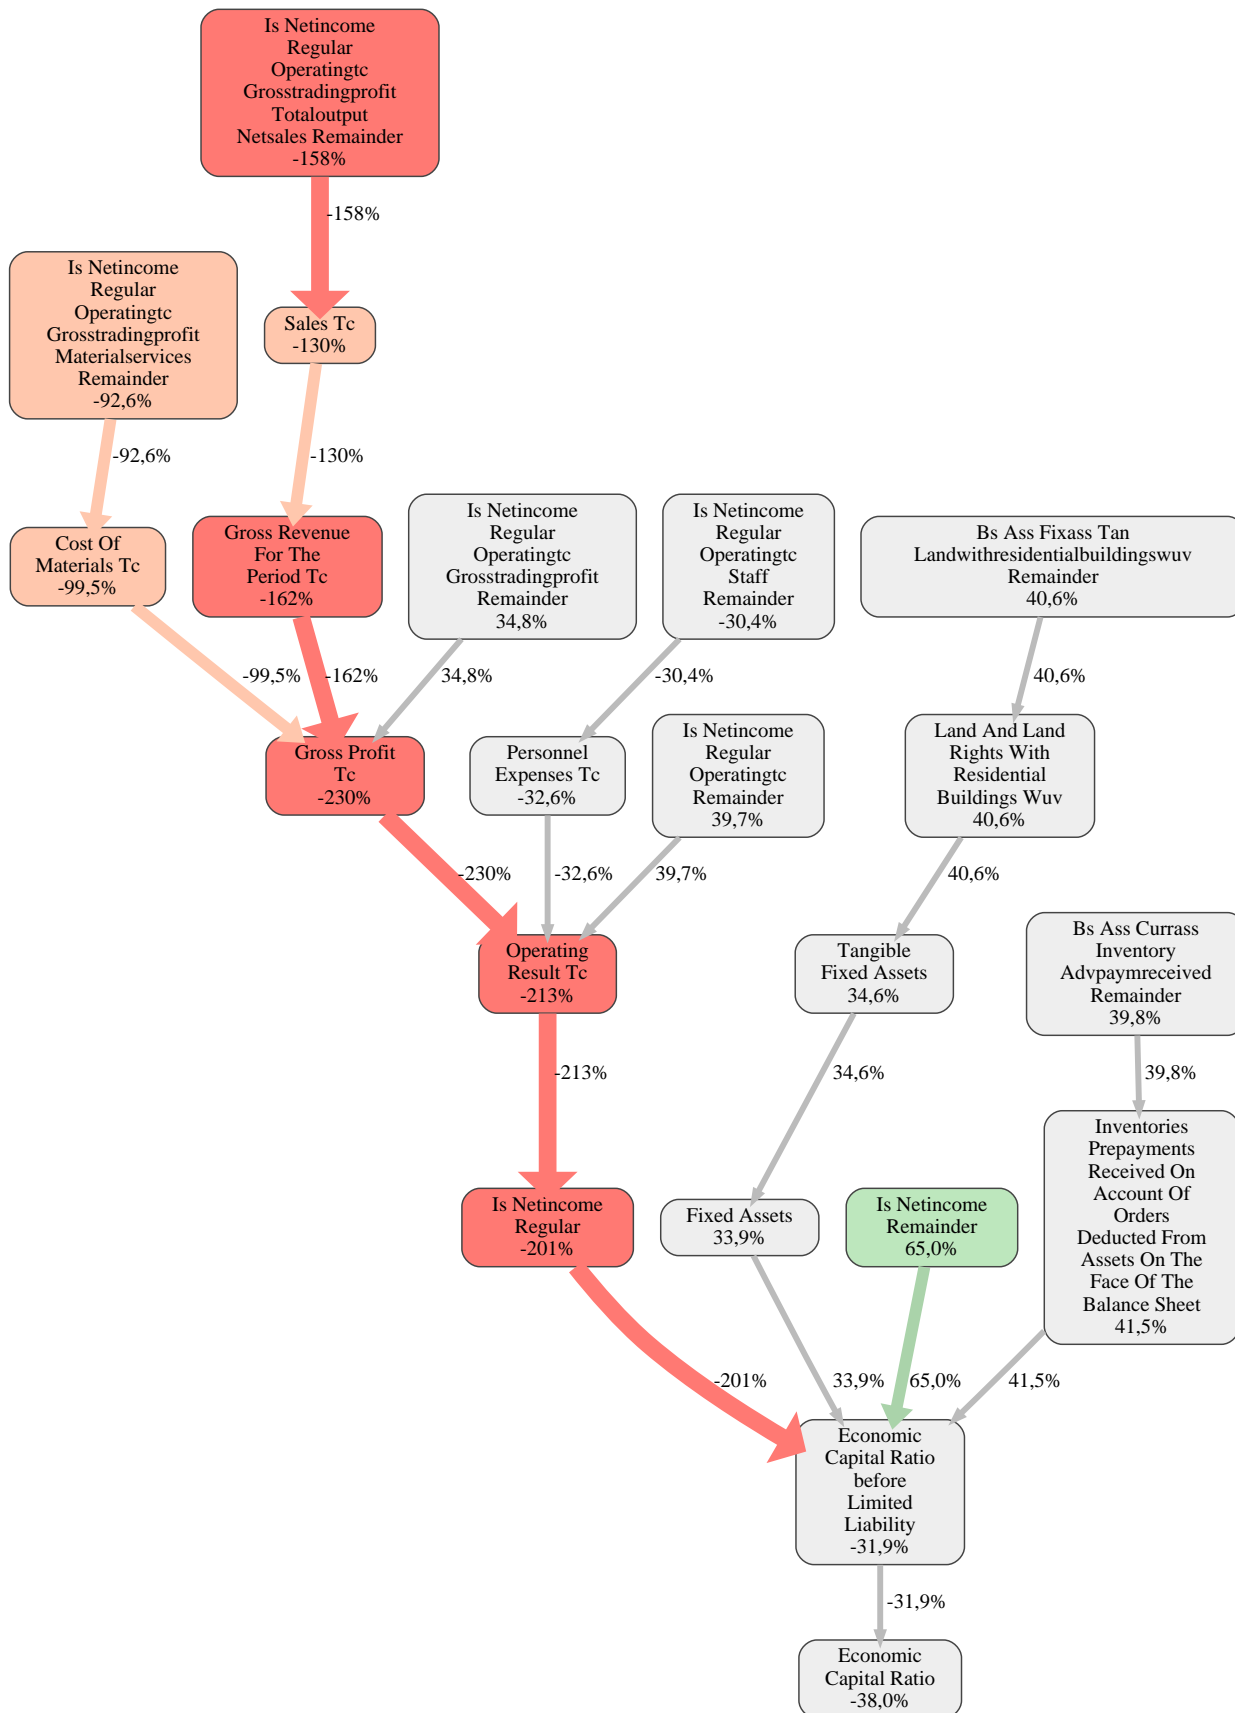 Is Netincome
Regular
Operatingtc
Grosstradingprofit
Totaloutput
Netsales Remainder
-158%
-158%
Is Netincome
Regular
Operatingtc
Grosstradingprofit
Materialservices
Remainder
-92,6%
Sales Tc
-130%
-92,6%
-130%
Cost Of
Materials Tc
-99,5%
Gross Revenue
For The
Period Tc
-162%
Is Netincome
Regular
Operatingtc
Grosstradingprofit
Remainder
34,8%
Is Netincome
Regular
Operatingtc
Staff
Remainder
-30,4%
Bs Ass Fixass Tan
Landwithresidentialbuildingswuv
Remainder
40,6%
-99,5%
-162%
34,8%
-30,4%
40,6%
Gross Profit
Tc
-230%
Personnel
Expenses Tc
-32,6%
Is Netincome
Regular
Operatingtc
Remainder
39,7%
Land And Land
Rights With
Residential
Buildings Wuv
40,6%
-230%
-32,6%
39,7%
40,6%
Operating
Result Tc
-213%
Tangible
Fixed Assets
34,6%
Bs Ass Currass
Inventory
Advpaymreceived
Remainder
39,8%
-213%
34,6%
39,8%
Is Netincome
Regular
-201%
Fixed Assets
33,9%
Is Netincome
Remainder
65,0%
Inventories
Prepayments
Received On
Account Of
Orders
Deducted From
Assets On The
Face Of The
Balance Sheet
41,5%
-201%
33,9%
65,0%
41,5%
Economic
Capital Ratio
before
Limited
Liability
-31,9%
-31,9%
Economic
Capital Ratio
-38,0%